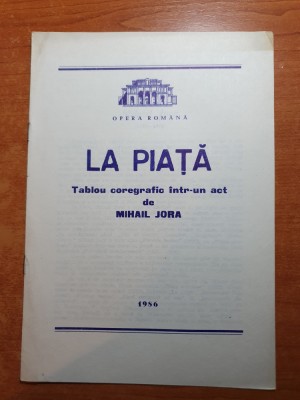 OPERA ROMÂNĂ
LA PIAȚĂ
Tablou coregrafic într-un act
de
MIHAIL JORA
1986